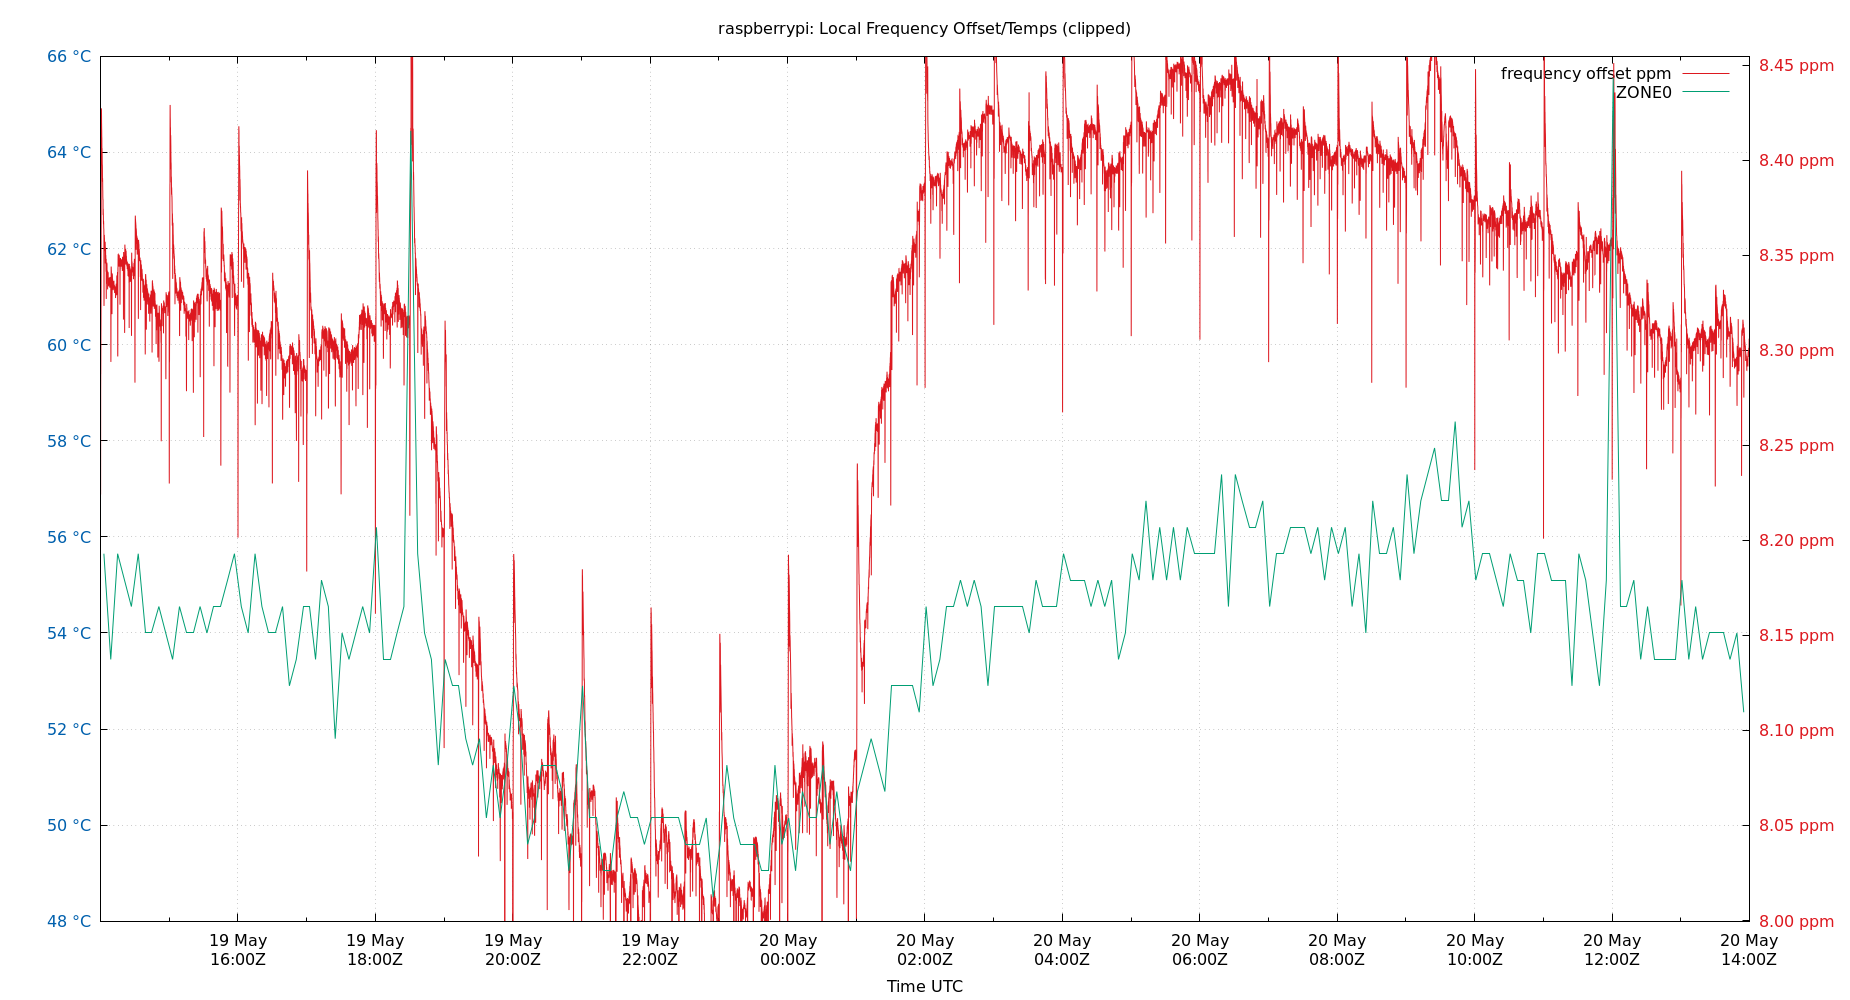 raspberrypi: Local Frequency Offset/Temps (clipped)
66 °C
64 °C
62 °C
60 °C
58 °C
56 °C
54 °C
52 °C
50 °C
48 °C
frequency offset ppm
ZONE0
8.45 ppm
8.40 ppm
8.35 ppm
8.30 ppm
8.25 ppm
8.20 ppm
8.15 ppm
8.10 ppm
8.05 ppm
8.00 ppm
19 May
16:00Z
19 May
18:00Z
19 May
20:00Z
19 May
22:00Z
20 May
00:00Z
20 May
02:00Z
20 May
04:00Z
20 May
06:00Z
20 May
08:00Z
20 May
10:00Z
20 May
12:00Z
20 May
14:00Z
Time UTC